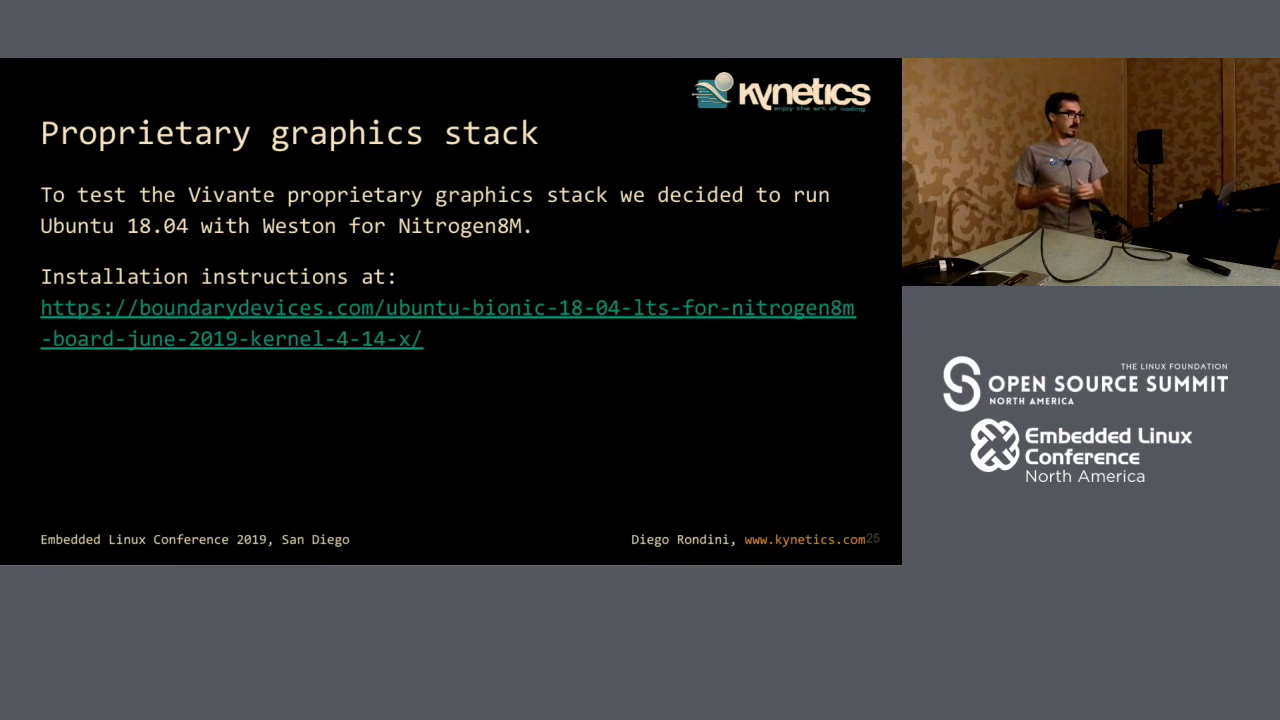 kynetics
enjoy the art of coding
Proprietary graphics stack
To test the Vivante proprietary graphics stack we decided to run
Ubuntu 18.04 with Weston for Nitrogen8M.
Installation instructions at:
https://boundarydevices.com/ubuntu-bionic-18-04-lts-for-nitrogen8m
-board-june-2019-kernel-4-14-x/
Embedded Linux Conference 2019, San Diego
Diego Rondini, www.kynetics.com25
THE LINUX FOUNDATION
OPEN SOURCE SUMMIT
NORTH AMERICA
Embedded Linux
Conference
North America